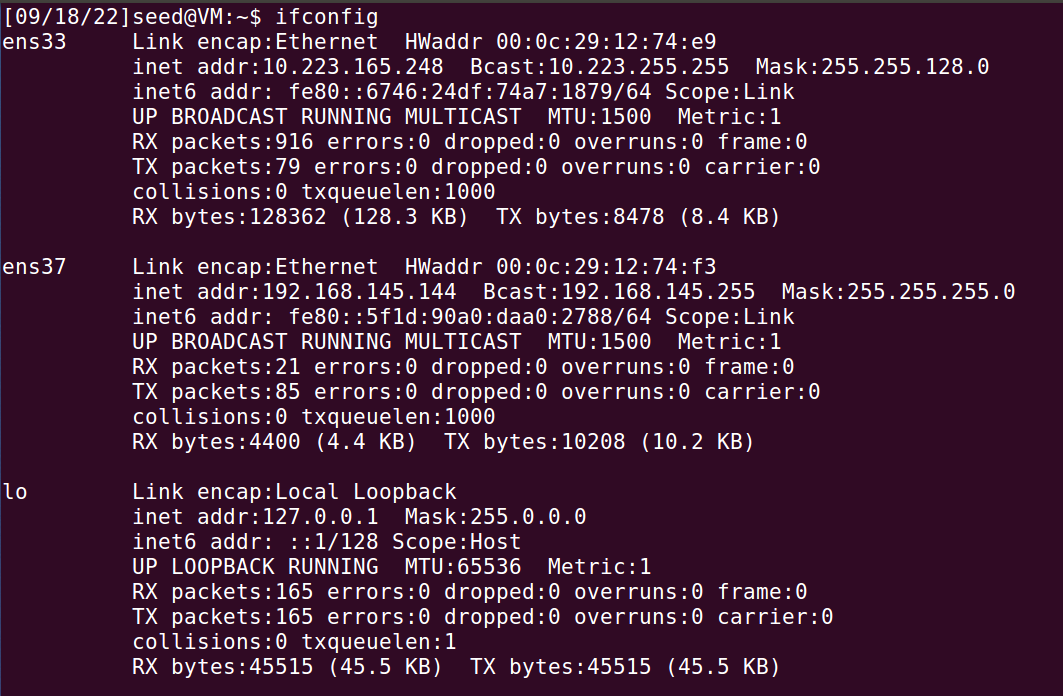 [09/18/22]seed@VM:~$ ifconfig
ens33     Link encap:Ethernet  HWaddr 00:0c:29:12:74:e9
          inet addr:10.223.165.248  Bcast:10.223.255.255  Mask:255.255.128.0
          inet6 addr: fe80::6746:24df:74a7:1879/64 Scope:Link
          UP BROADCAST RUNNING MULTICAST  MTU:1500  Metric:1
          RX packets:916 errors:0 dropped:0 overruns:0 frame:0
          TX packets:79 errors:0 dropped:0 overruns:0 carrier:0
          collisions:0 txqueuelen:1000
          RX bytes:128362 (128.3 KB)  TX bytes:8478 (8.4 KB)

ens37     Link encap:Ethernet  HWaddr 00:0c:29:12:74:f3
          inet addr:192.168.145.144  Bcast:192.168.145.255  Mask:255.255.255.0
          inet6 addr: fe80::5f1d:90a0:daa0:2788/64 Scope:Link
          UP BROADCAST RUNNING MULTICAST  MTU:1500  Metric:1
          RX packets:21 errors:0 dropped:0 overruns:0 frame:0
          TX packets:85 errors:0 dropped:0 overruns:0 carrier:0
          collisions:0 txqueuelen:1000
          RX bytes:4400 (4.4 KB)  TX bytes:10208 (10.2 KB)

lo        Link encap:Local Loopback
          inet addr:127.0.0.1  Mask:255.0.0.0
          inet6 addr: ::1/128 Scope:Host
          UP LOOPBACK RUNNING  MTU:65536  Metric:1
          RX packets:165 errors:0 dropped:0 overruns:0 frame:0
          TX packets:165 errors:0 dropped:0 overruns:0 carrier:0
          collisions:0 txqueuelen:1
          RX bytes:45515 (45.5 KB)  TX bytes:45515 (45.5 KB)